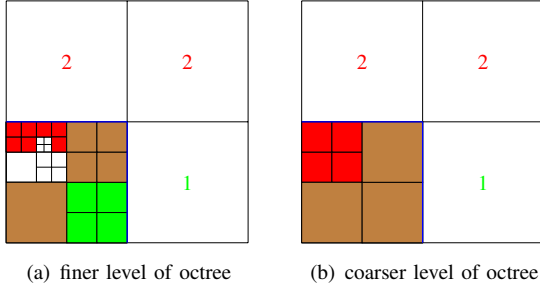 2 2 2 2
1 1
(a) finer level of octree (b) coarser level of octree